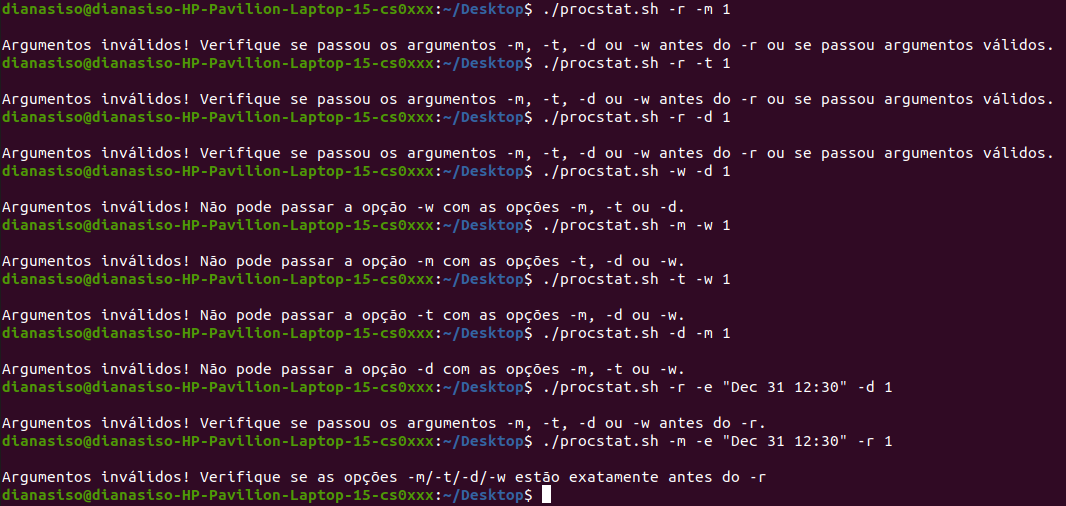 dianasiso@dianasiso-HP-Pavilion-Laptop-15-cs0xxx:~/Desktop$ ./procstat.sh -r -m 1
Argumentos inválidos! Verifique se passou os argumentos -m, -t, -d ou -w antes do -r ou se passou argumentos válidos.
dianasiso@dianasiso-HP-Pavilion-Laptop-15-cs0xxx:~/Desktop$ ./procstat.sh -r -t 1
Argumentos inválidos! Verifique se passou os argumentos -m, -t, -d ou -w antes do -r ou se passou argumentos válidos.
dianasiso@dianasiso-HP-Pavilion-Laptop-15-cs0xxx:~/Desktop$ ./procstat.sh -r -d 1
Argumentos inválidos! Verifique se passou os argumentos -m, -t, -d ou -w antes do -r ou se passou argumentos válidos.
dianasiso@dianasiso-HP-Pavilion-Laptop-15-cs0xxx:~/Desktop$ ./procstat.sh -w -d 1
Argumentos inválidos! Não pode passar a opção -w com as opções -m, -t ou -d.
dianasiso@dianasiso-HP-Pavilion-Laptop-15-cs0xxx:~/Desktop$ ./procstat.sh -m -w 1
Argumentos inválidos! Não pode passar a opção -m com as opções -t, -d ou -w.
dianasiso@dianasiso-HP-Pavilion-Laptop-15-cs0xxx:~/Desktop$ ./procstat.sh -t -w 1
Argumentos inválidos! Não pode passar a opção -t com as opções -m, -d ou -w.
dianasiso@dianasiso-HP-Pavilion-Laptop-15-cs0xxx:~/Desktop$ ./procstat.sh -d -m 1
Argumentos inválidos! Não pode passar a opção -d com as opções -m, -t ou -w.
dianasiso@dianasiso-HP-Pavilion-Laptop-15-cs0xxx:~/Desktop$ ./procstat.sh -r -e "Dec 31 12:30" -d 1
Argumentos inválidos! Verifique se passou os argumentos -m, -t, -d ou -w antes do -r.
dianasiso@dianasiso-HP-Pavilion-Laptop-15-cs0xxx:~/Desktop$ ./procstat.sh -m -e "Dec 31 12:30" -r 1
Argumentos inválidos! Verifique se as opções -m/-t/-d/-w estão exatamente antes do -r
dianasiso@dianasiso-HP-Pavilion-Laptop-15-cs0xxx:~/Desktop$